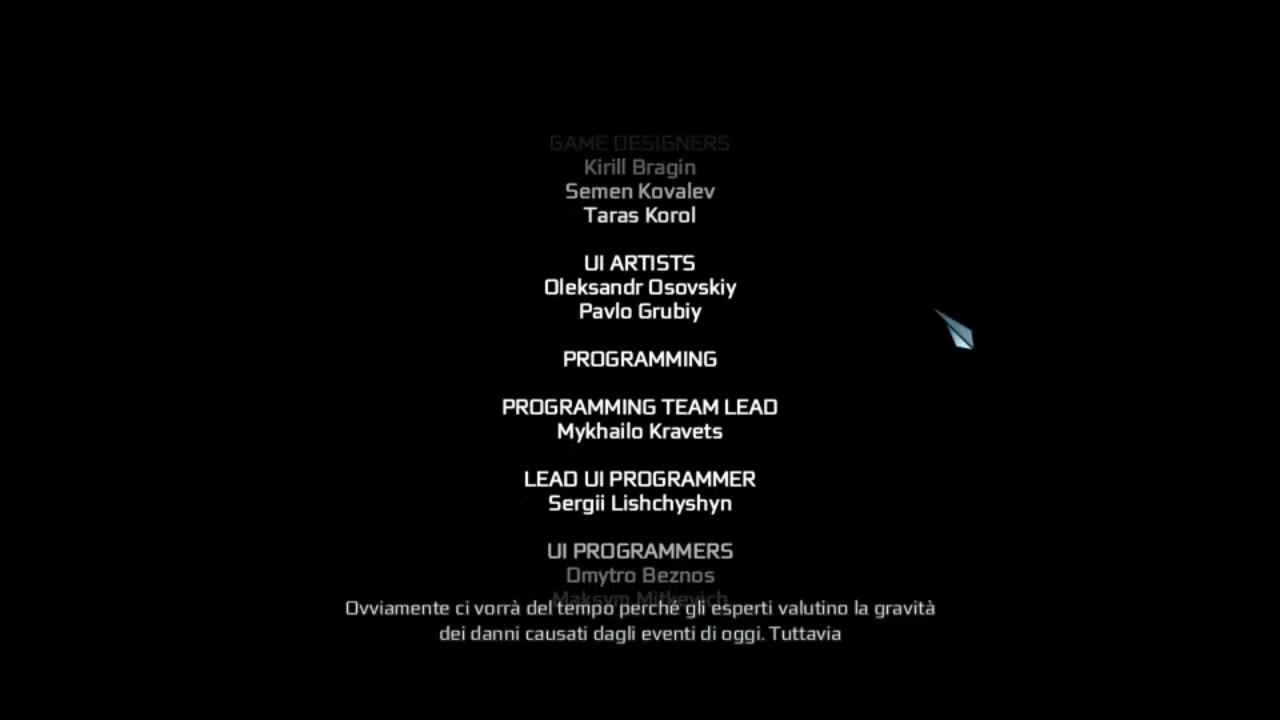 GAME DESIGNERS
Kirill Bragin
Semen Kovalev
Taras Korol
UI ARTISTS
Oleksandr Osovskiy
Pavlo Grubiy
PROGRAMMING
PROGRAMMING TEAM LEAD
Mykhailo Kravets
LEAD UI PROGRAMMER
Sergii Lishchyshyn
UI PROGRAMMERS
Dmytro Beznos
Maksym Mitkevich
Ovviamente ci vorrà del tempo perché gli esperti valutino la gravità
dei danni causati dagli eventi di oggi. Tuttavia